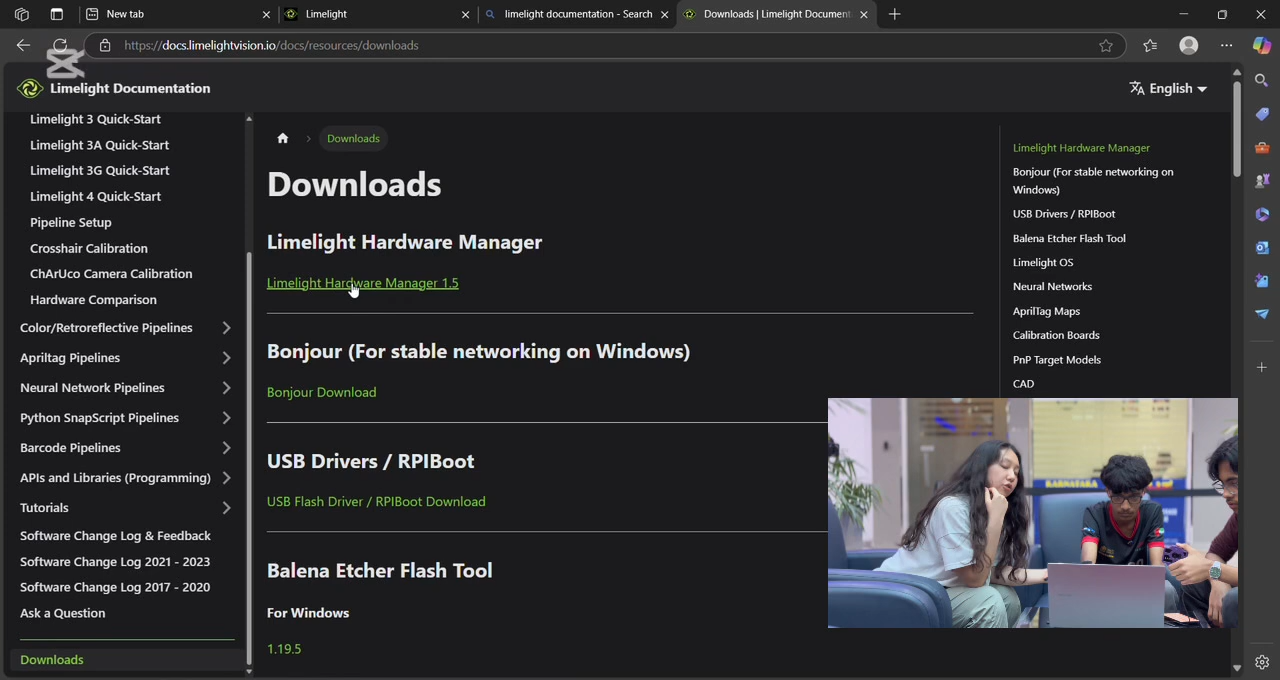 New tab
Limelight
limelight documentation - Search
Downloads | Limelight Document
https://docs.limelightvision.io/docs/resources/downloads
Limelight Documentation
English
Limelight 3 Quick-Start
Limelight 3A Quick-Start
Limelight 3G Quick-Start
Limelight 4 Quick-Start
Pipeline Setup
Crosshair Calibration
ChArUco Camera Calibration
Hardware Comparison
Color/Retroreflective Pipelines
Apriltag Pipelines
Neural Network Pipelines
Python SnapScript Pipelines
Barcode Pipelines
APIs and Libraries (Programming)
Tutorials
Software Change Log & Feedback
Software Change Log 2021 - 2023
Software Change Log 2017 - 2020
Ask a Question
Downloads
Downloads
Downloads
Limelight Hardware Manager
Limelight Hardware Manager 1.5
Bonjour (For stable networking on Windows)
Bonjour Download
USB Drivers / RPIBoot
USB Flash Driver / RPIBoot Download
Balena Etcher Flash Tool
For Windows
1.19.5
Limelight Hardware Manager
Bonjour (For stable networking on
Windows)
USB Drivers / RPIBoot
Balena Etcher Flash Tool
Limelight OS
Neural Networks
AprilTag Maps
Calibration Boards
PnP Target Models
CAD
KARNATAKA